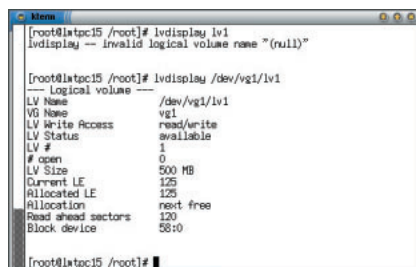 klenn
[root@lmtpc15 /root]# lvdisplay lv1
lvdisplay -- invalid logical volume name "(null)"
[root@lmtpc15 /root]# lvdisplay /dev/vg1/lv1
--- Logical volume ---
LV Name /dev/vg1/lv1
VG Name vg1
LV Write Access read/write
LV Status available
LV # 1
# open 0
LV Size 500 MB
Current LE 125
Allocated LE 125
Allocation next free
Read ahead sectors 120
Block device 58:0
[root@lmtpc15 /root]#